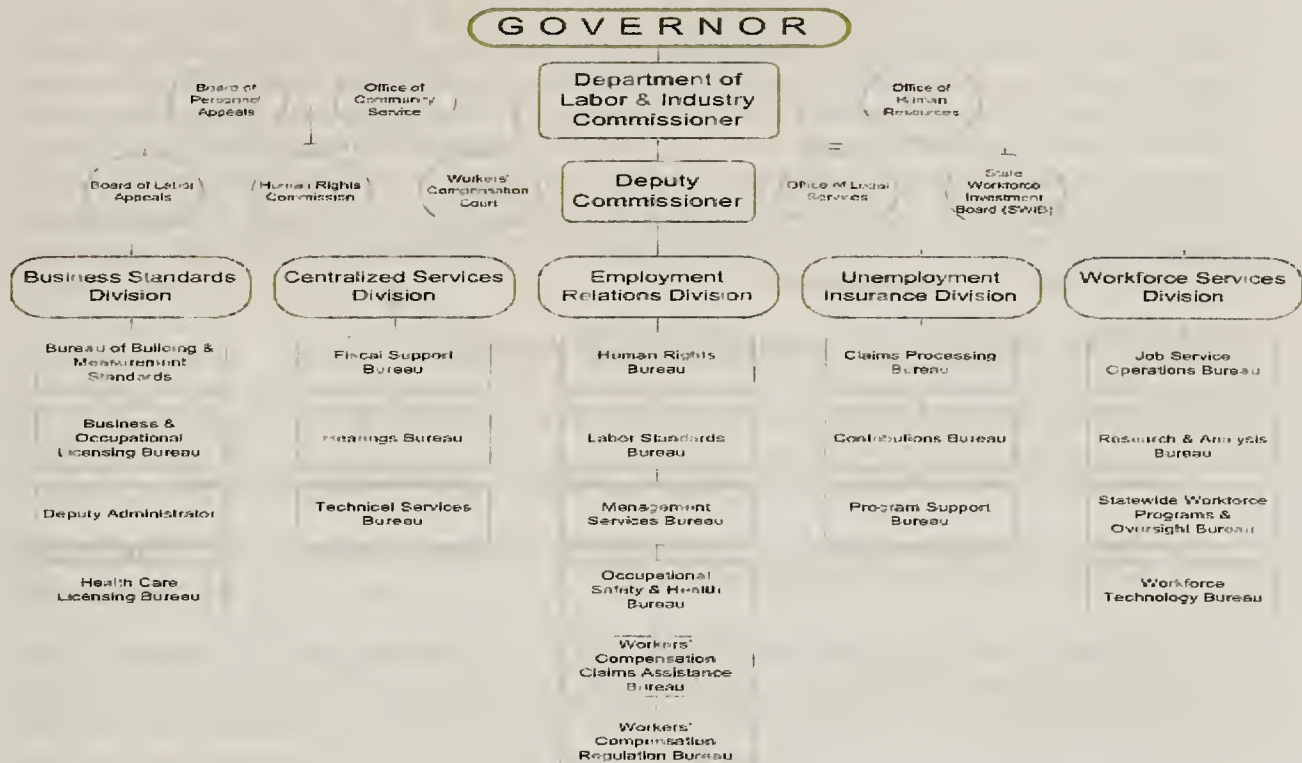 GOVERNOR
Department of
Labor & Industry
Commissioner
Board of
Personnel
Appeals
Office of
Community
Service
Office of
Human
Resources
Board of Labor
Appeals
Human Rights
Commission
Workers'
Compensation
Court
Deputy
Commissioner
Office of Legal
Services
State
Workforce
Investment
Board (SWIB)
Business Standards
Division
Centralized Services
Division
Employment
Relations Division
Unemployment
Insurance Division
Workforce Services
Division
Bureau of Building &
Measurement
Standards
Fiscal Support
Bureau
Human Rights
Bureau
Claims Processing
Bureau
Job Service
Operations Bureau
Business &
Occupational
Licensing Bureau
Hearings Bureau
Labor Standards
Bureau
Contributions Bureau
Research & Analysis
Bureau
Deputy Administrator
Technical Services
Bureau
Management
Services Bureau
Program Support
Bureau
Statewide Workforce
Programs &
Oversight Bureau
Health Care
Licensing Bureau
Occupational
Safety & Health
Bureau
Workforce
Technology Bureau
Workers'
Compensation
Claims Assistance
Bureau
Workers'
Compensation
Regulation Bureau